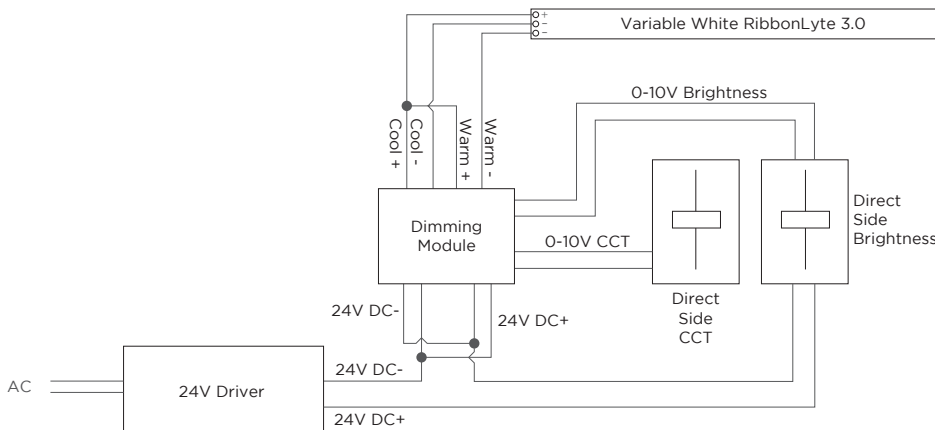 +
−
−
Variable White RibbonLyte 3.0
0-10V Brightness
Cool +
Cool -
Warm +
Warm -
Direct
Side
Brightness
Dimming
Module
0-10V CCT
Direct
Side
CCT
24V DC-
24V DC+
24V DC-
AC
24V Driver
24V DC+